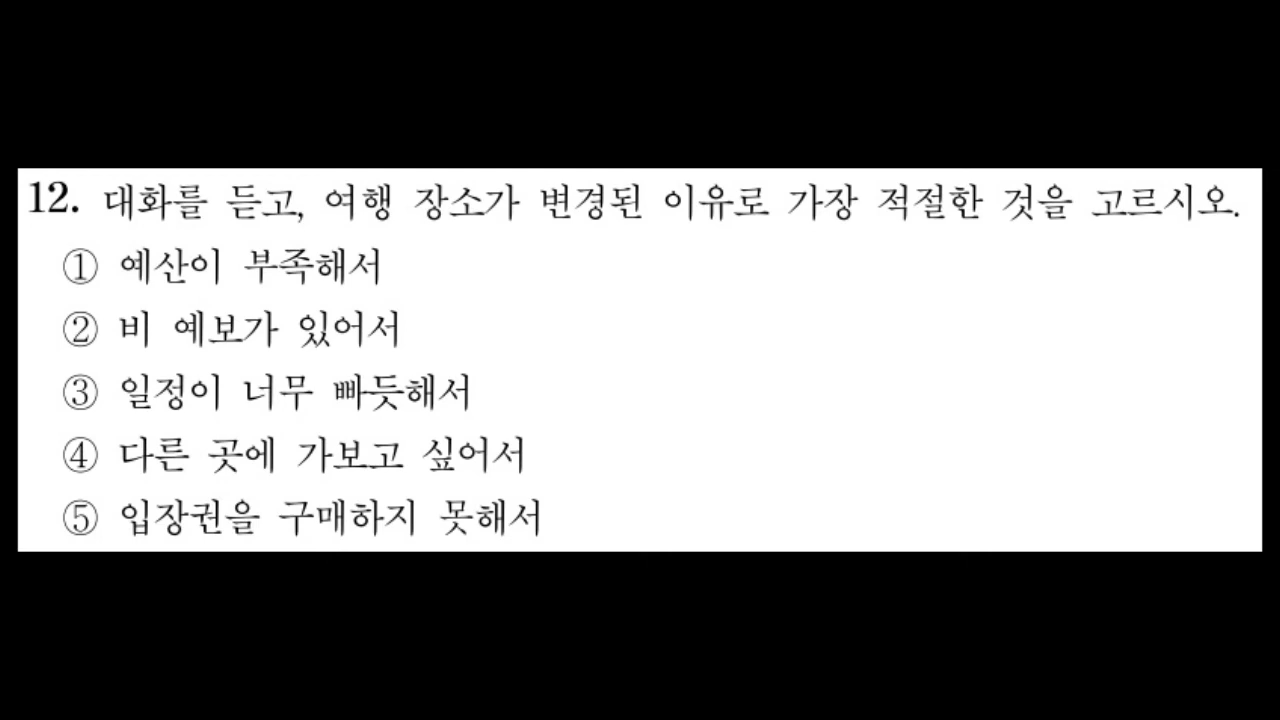 12. 대화를 듣고, 여행 장소가 변경된 이유로 가장 적절한 것을 고르시오.
① 예산이 부족해서
② 비 예보가 있어서
③ 일정이 너무 빠듯해서
④ 다른 곳에 가보고 싶어서
⑤ 입장권을 구매하지 못해서